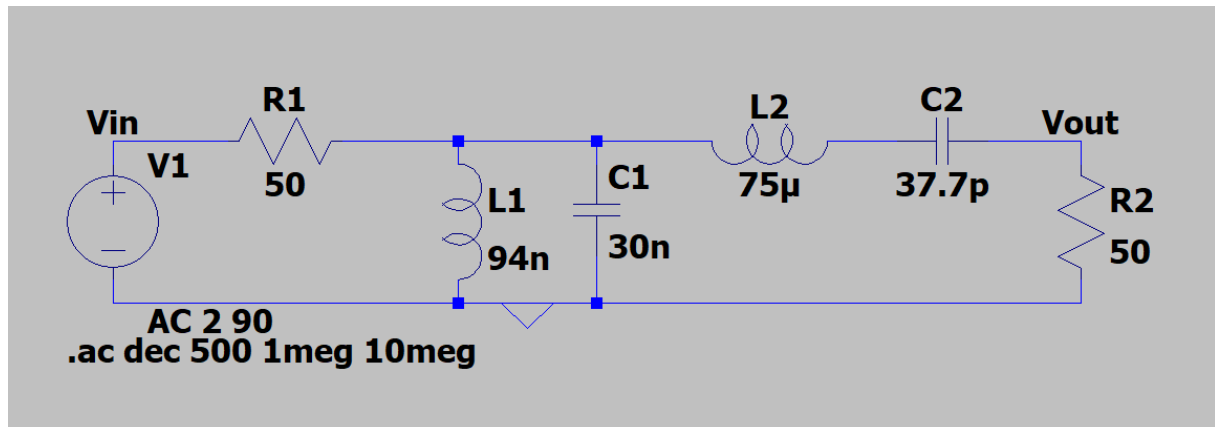 R1
L2
C2
Vin
Vout
V1
50
C1
75µ
37.7p
L1
R2
94n
30n
50
AC 2 90
.ac dec 500 1meg 10meg